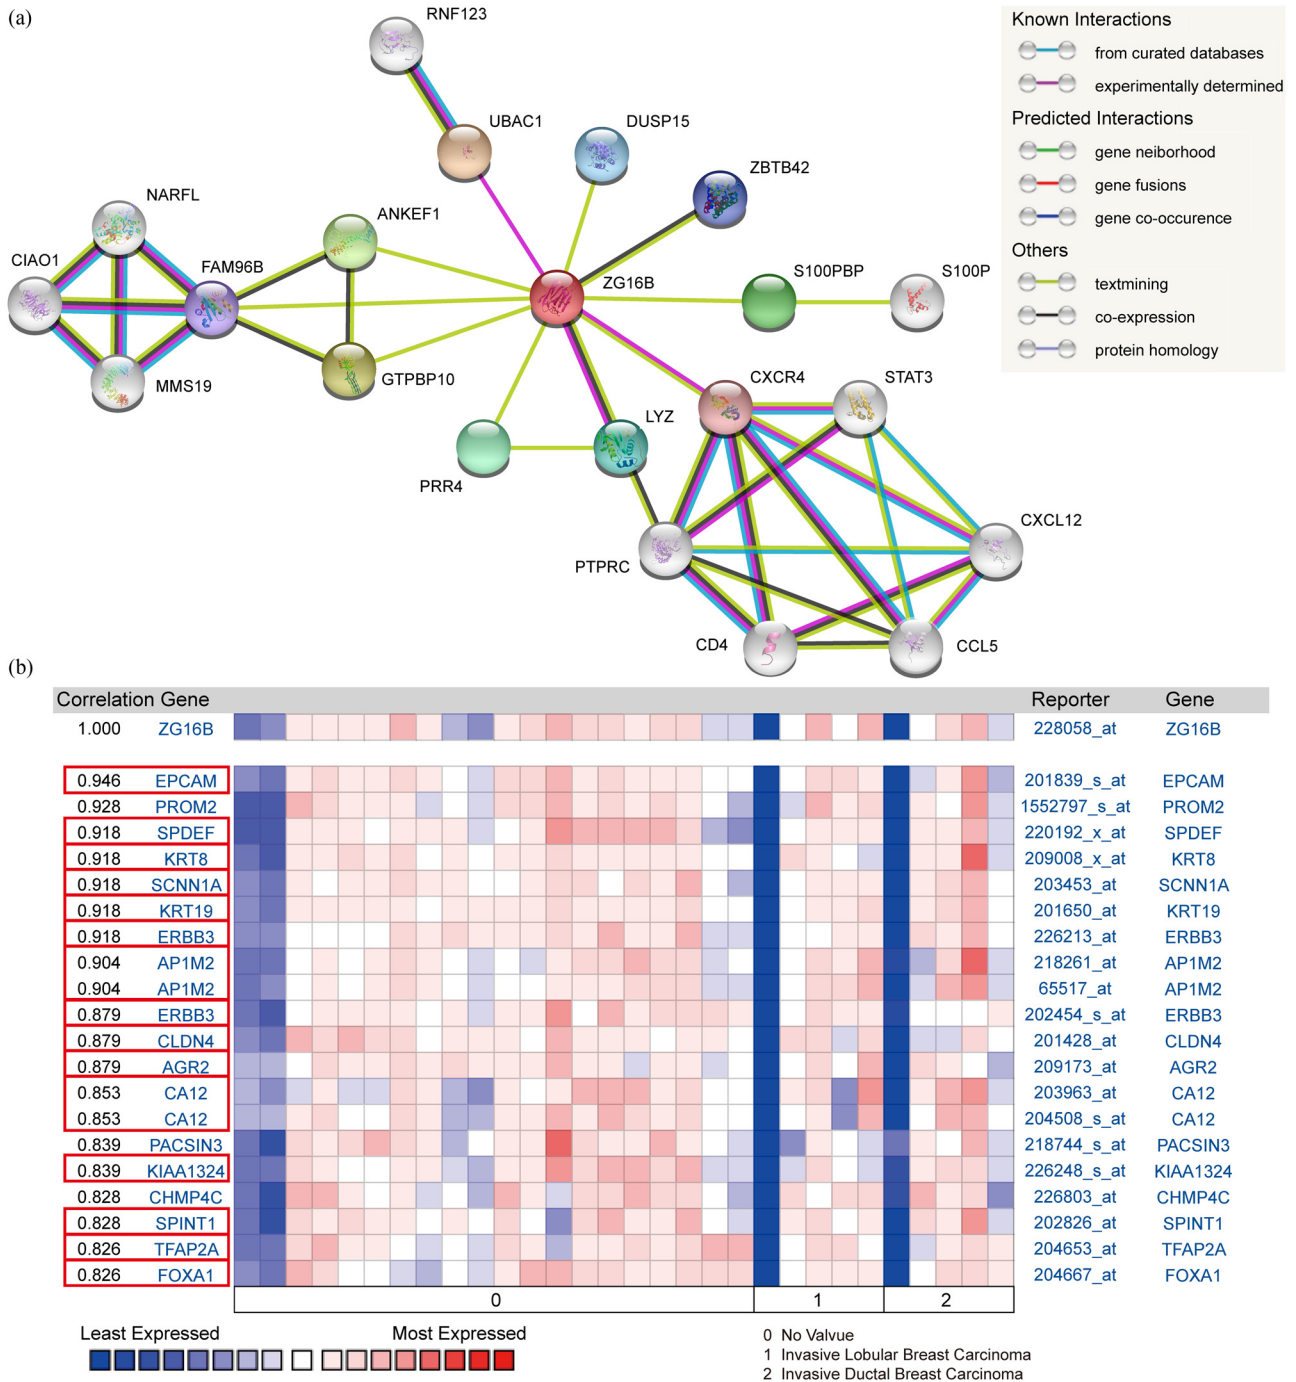 (a)
RNF123
UBAC1
DUSP15
ZBTB42
NARFL
ANKEF1
CIAO1
FAM96B
ZG16B
S100PBP
S100P
MMS19
GTPBP10
CXCR4
STAT3
LYZ
PRR4
CXCL12
PTPRC
CD4
CCL5
Known Interactions
from curated databases
experimentally determined
Predicted Interactions
gene neiborhood
gene fusions
gene co-occurence
Others
textmining
co-expression
protein homology
(b)
Correlation Gene Reporter Gene
1.000 ZG16B 228058_at ZG16B
0.946 EPCAM 201839_s_at EPCAM
0.928 PROM2 1552797_s_at PROM2
0.918 SPDEF 220192_x_at SPDEF
0.918 KRT8 209008_x_at KRT8
0.918 SCNN1A 203453_at SCNN1A
0.918 KRT19 201650_at KRT19
0.918 ERBB3 226213_at ERBB3
0.904 AP1M2 218261_at AP1M2
0.904 AP1M2 65517_at AP1M2
0.879 ERBB3 202454_s_at ERBB3
0.879 CLDN4 201428_at CLDN4
0.879 AGR2 209173_at AGR2
0.853 CA12 203963_at CA12
0.853 CA12 204508_s_at CA12
0.839 PACSIN3 218744_s_at PACSIN3
0.839 KIAA1324 226248_s_at KIAA1324
0.828 CHMP4C 226803_at CHMP4C
0.828 SPINT1 202826_at SPINT1
0.826 TFAP2A 204653_at TFAP2A
0.826 FOXA1 204667_at FOXA1
0 1 2
Least Expressed Most Expressed
0 No Valvue
1 Invasive Lobular Breast Carcinoma
2 Invasive Ductal Breast Carcinoma